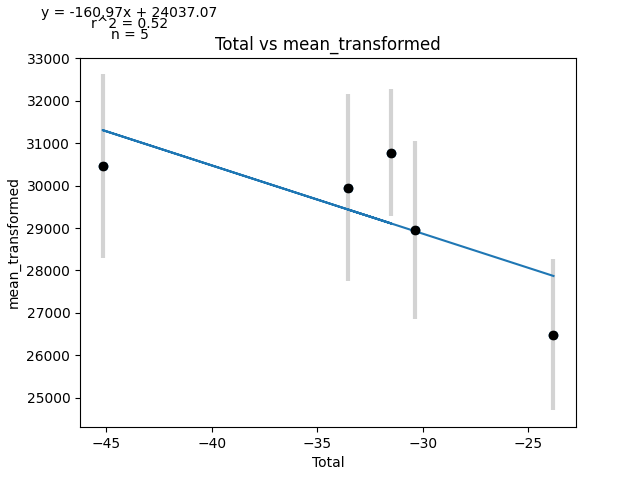 y = -160.97x + 24037.07
r^2 = 0.52
n = 5
Total vs mean_transformed
33000
32000
31000
30000
29000
28000
27000
26000
25000
mean_transformed
−45
−40
−35
−30
−25
Total